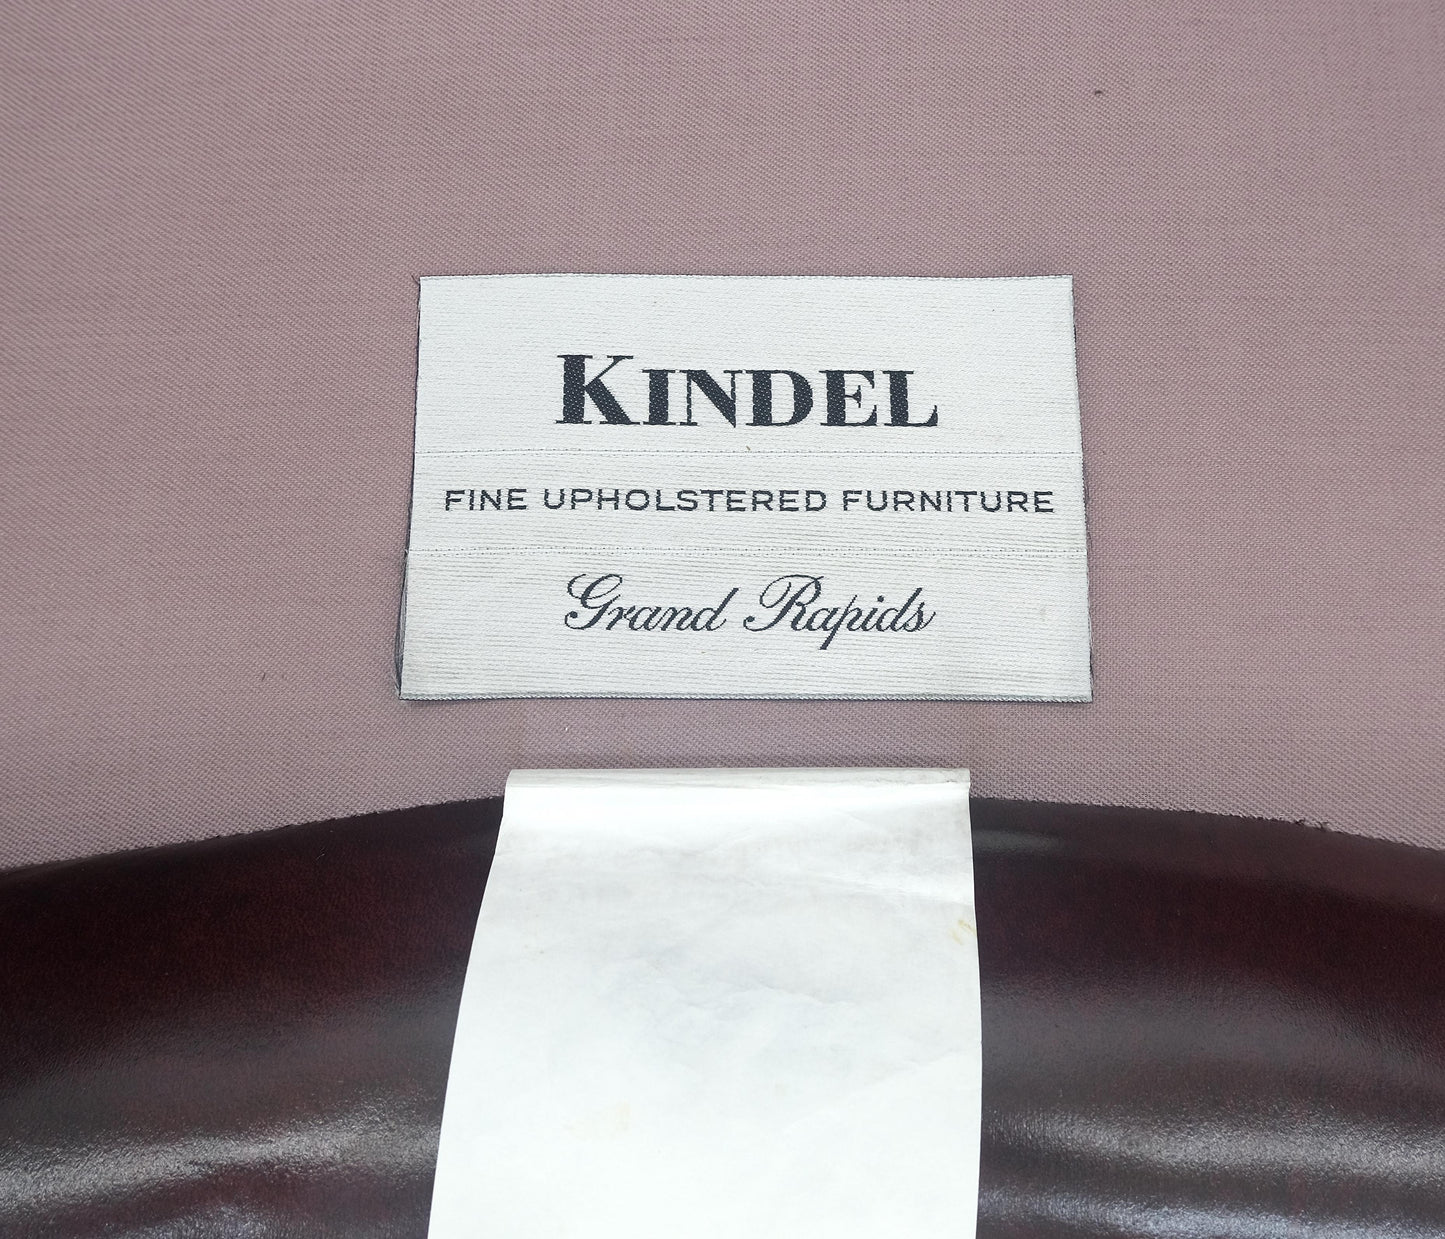 KINDEL
FINE UPHOLSTERED FURNITURE
Grand Rapids